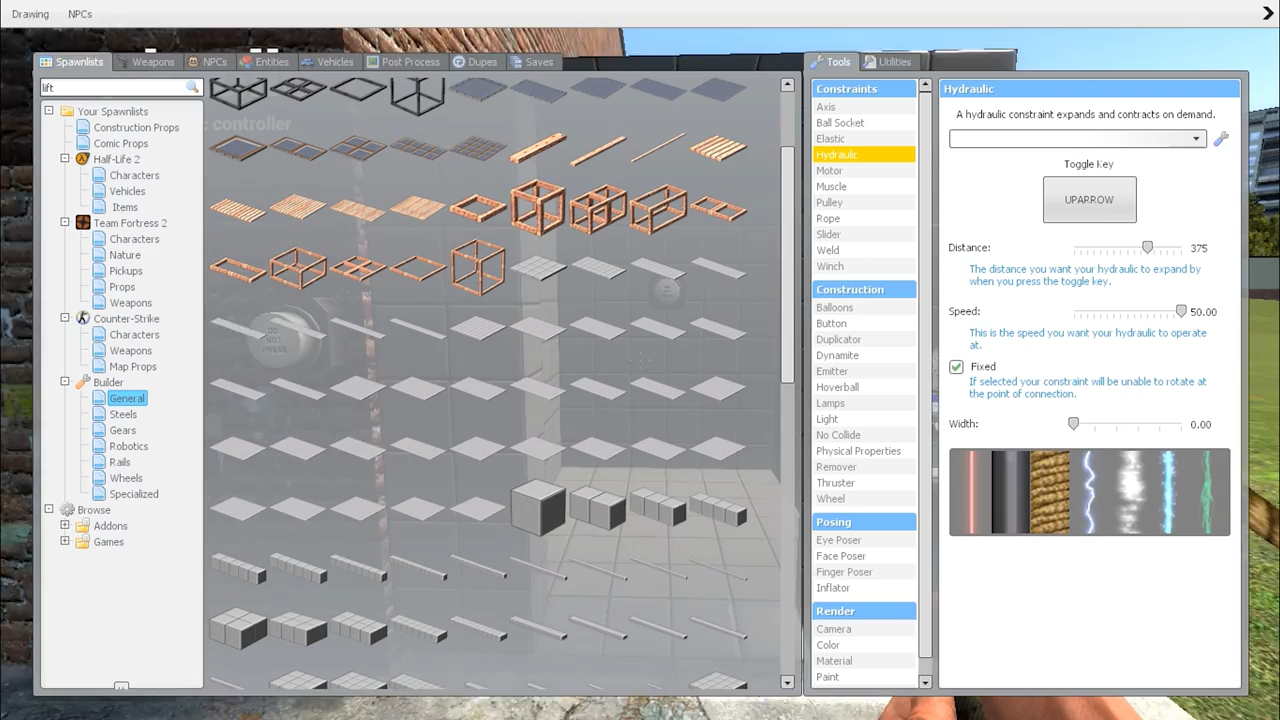 Drawing NPCs
Spawnlists Weapons NPCs Entities Vehicles Post Process Dupes Saves
lift
Your Spawnlists
Construction Props
Comic Props
Half-Life 2
Characters
Vehicles
Items
Team Fortress 2
Characters
Nature
Pickups
Props
Weapons
Counter-Strike
Characters
Weapons
Map Props
Builder
General
Steels
Gears
Robotics
Rails
Wheels
Specialized
Browse
Addons
Games
controller
DO
NOT
PRESS
Tools Utilities
Constraints
Axis
Ball Socket
Elastic
Hydraulic
Motor
Muscle
Pulley
Rope
Slider
Weld
Winch
Construction
Balloons
Button
Duplicator
Dynamite
Emitter
Hoverball
Lamps
Light
No Collide
Physical Properties
Remover
Thruster
Wheel
Posing
Eye Poser
Face Poser
Finger Poser
Inflator
Render
Camera
Color
Material
Paint
Hydraulic
A hydraulic constraint expands and contracts on demand.
Toggle Key
UPARROW
Distance: 375
The distance you want your hydraulic to expand by
when you press the toggle key.
Speed: 50.00
This is the speed you want your hydraulic to operate
at.
Fixed
If selected your constraint will be unable to rotate at
the point of connection.
Width: 0.00